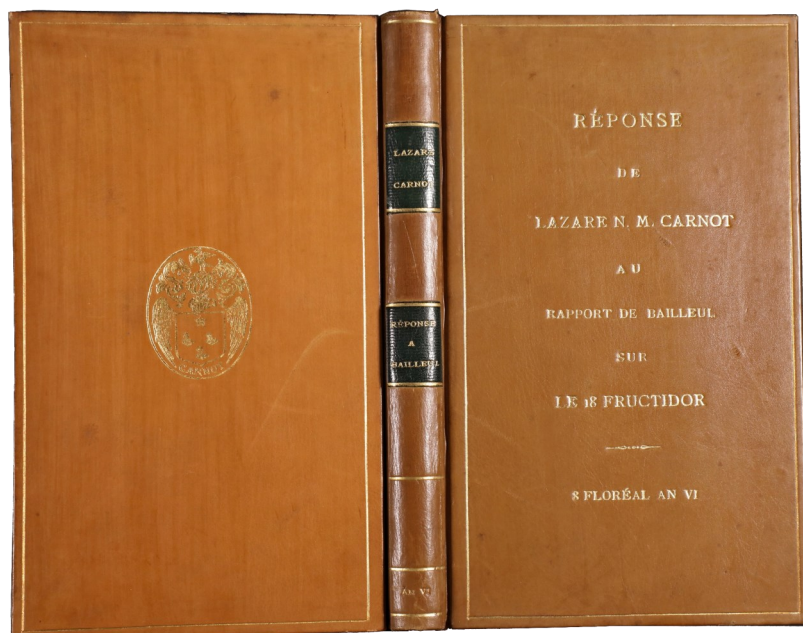 LAZARE
CARNOT
RÉPONSE
A
BAILLEUL
AN VI
RÉPONSE
DE
LAZARE N. M. CARNOT
AU
RAPPORT DE BAILLEUL
SUR
LE 18 FRUCTIDOR
8 FLORÉAL AN VI